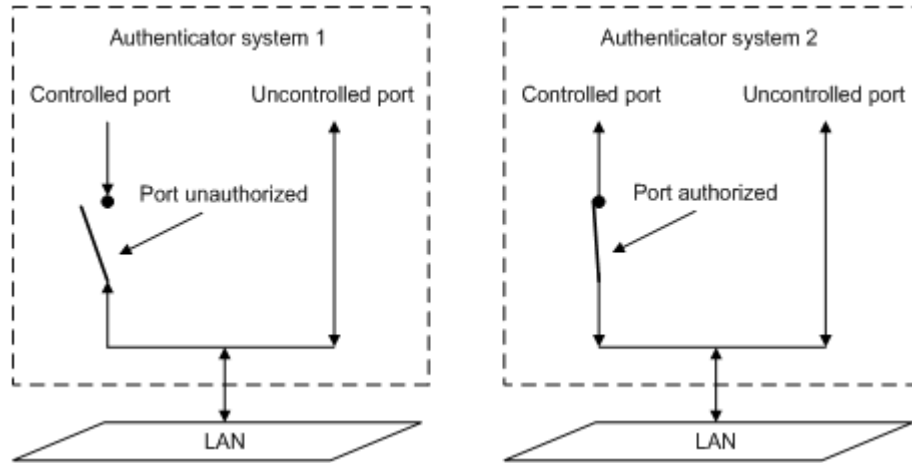 Authenticator system 1
Controlled port
Uncontrolled port
Port unauthorized
LAN
Authenticator system 2
Controlled port
Uncontrolled port
Port authorized
LAN